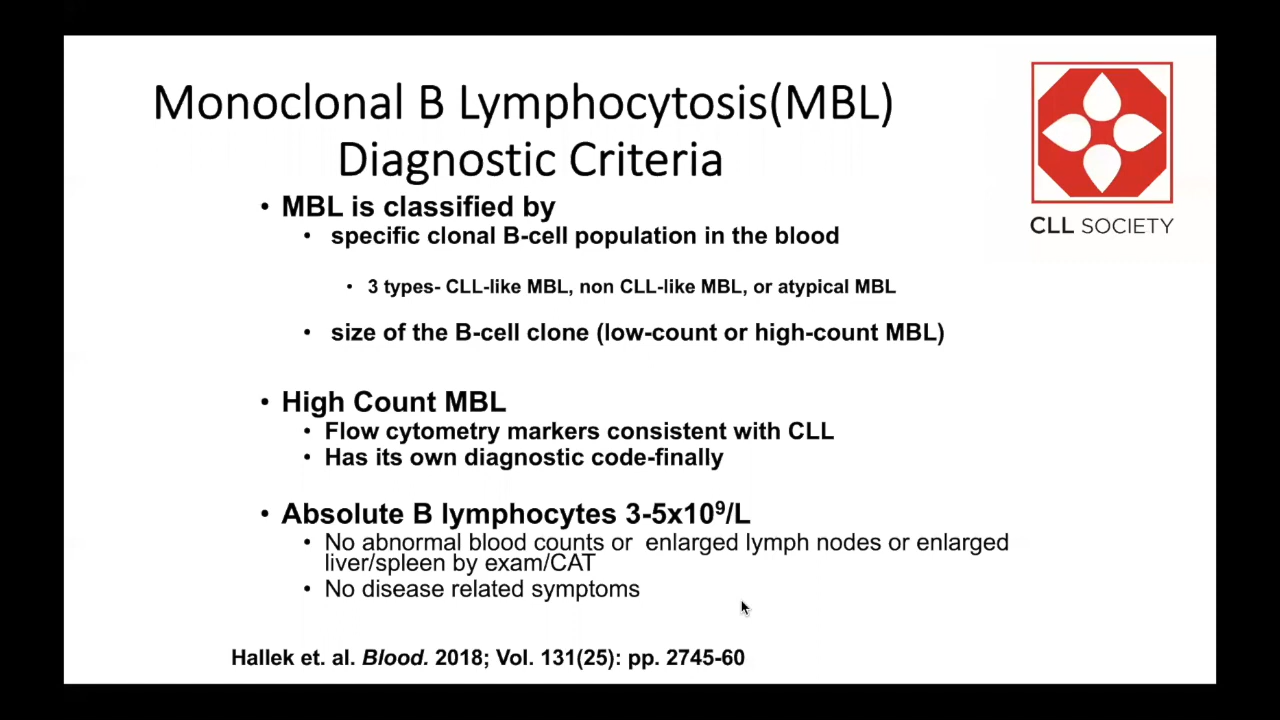 Monoclonal B Lymphocytosis(MBL)
Diagnostic Criteria
CLL SOCIETY
• MBL is classified by
• specific clonal B-cell population in the blood
• 3 types- CLL-like MBL, non CLL-like MBL, or atypical MBL
• size of the B-cell clone (low-count or high-count MBL)
• High Count MBL
• Flow cytometry markers consistent with CLL
• Has its own diagnostic code-finally
• Absolute B lymphocytes 3-5x10⁹/L
• No abnormal blood counts or enlarged lymph nodes or enlarged
liver/spleen by exam/CAT
• No disease related symptoms
Hallek et. al. Blood. 2018; Vol. 131(25): pp. 2745-60